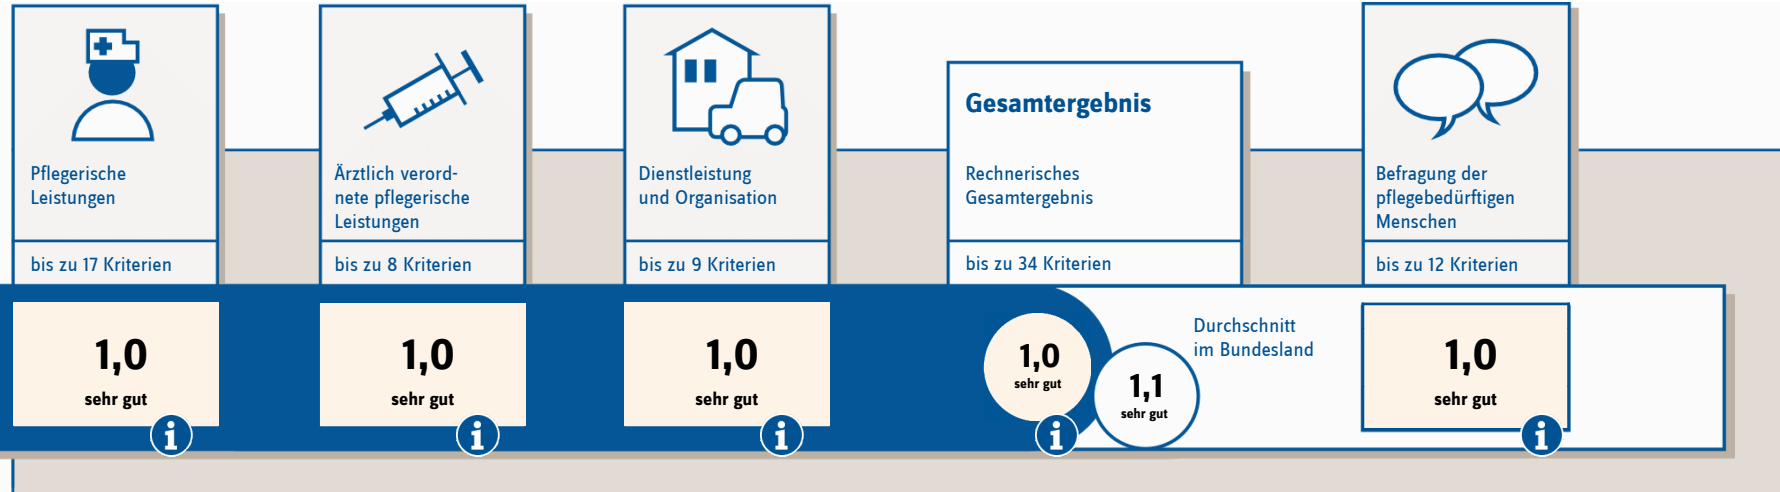 Pflegerische
Leistungen
bis zu 17 Kriterien
1,0
sehr gut
i
Ärztlich verord-
nete pflegerische
Leistungen
bis zu 8 Kriterien
1,0
sehr gut
i
Dienstleistung
und Organisation
bis zu 9 Kriterien
1,0
sehr gut
i
Gesamtergebnis
Rechnerisches
Gesamtergebnis
bis zu 34 Kriterien
1,0
sehr gut
i
1,1
sehr gut
Durchschnitt
im Bundesland
Befragung der
pflegebedürftigen
Menschen
bis zu 12 Kriterien
1,0
sehr gut
i